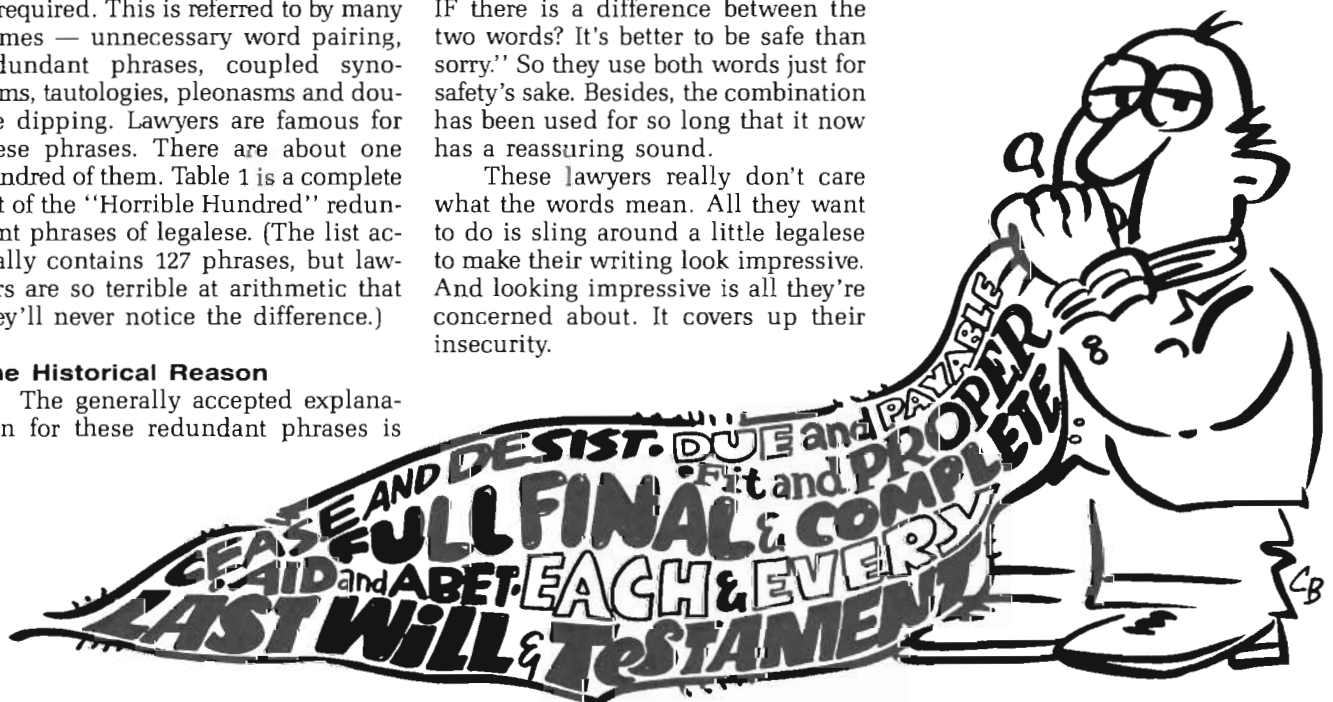 required. This is referred to by many
mes — unnecessary word pairing,
dundant phrases, coupled syno-
ms, tautologies, pleonasms and dou-
e dipping. Lawyers are famous for
ese phrases. There are about one
ndred of them. Table 1 is a complete
t of the "Horrible Hundred" redun-
nt phrases of legalese. (The list ac-
ally contains 127 phrases, but law-
rs are so terrible at arithmetic that
ey'll never notice the difference.)
e Historical Reason
The generally accepted explana-
n for these redundant phrases is
IF there is a difference between the
two words? It's better to be safe than
sorry.'' So they use both words just for
safety's sake. Besides, the combination
has been used for so long that it now
has a reassuring sound.
These lawyers really don't care
what the words mean. All they want
to do is sling around a little legalese
to make their writing look impressive.
And looking impressive is all they're
concerned about. It covers up their
insecurity.
CEASE AND DESIST. DUE and PAYABLE
Fit and PROPER
FULL FINAL & COMPLETE
AID and ABET. EACH & EVERY
LAST WiLL & TeSTAMENT
CB